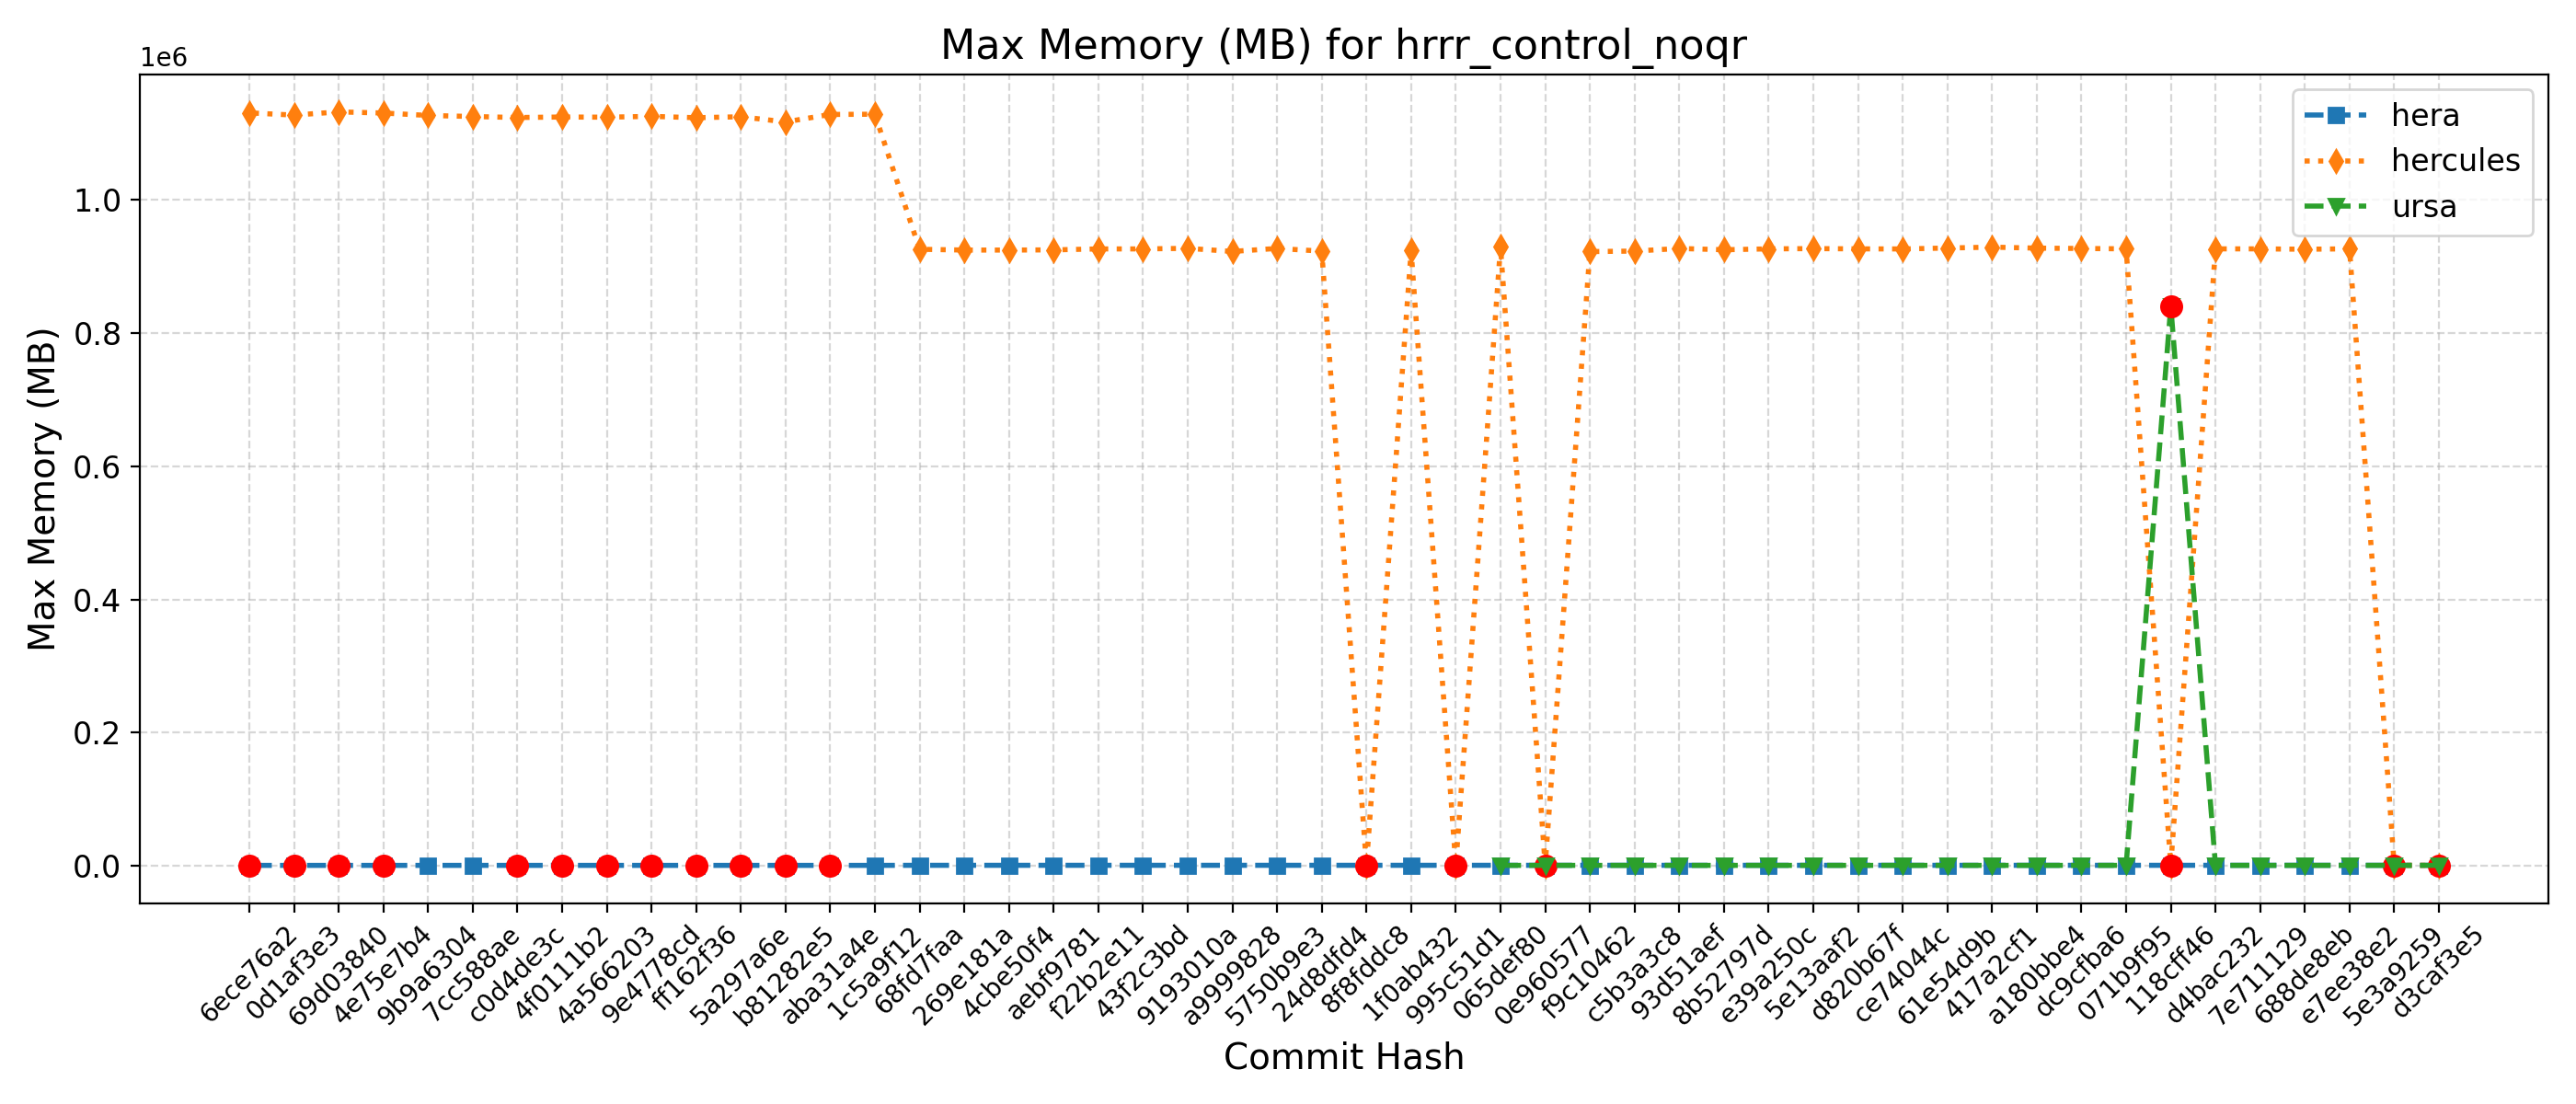 Max Memory (MB) for hrrr_control_noqr
1e6
hera
hercules
ursa
1.0
0.8
0.6
0.4
0.2
0.0
Max Memory (MB)
6ece76a2
0d1af3e3
69d03840
4e75e7b4
9b9a6304
7cc588ae
c0d4de3c
4f0111b2
4a566203
9e4778cd
ff162f36
5a297a6e
b81282e5
aba31a4e
1c5a9f12
68fd7faa
269e181a
4cbe50f4
aebf9781
f22b2e11
43f2c3bd
9193010a
a9999828
5750b9e3
24d8dfd4
8f8fddc8
1f0ab432
995c51d1
065def80
0e960577
f9c10462
c5b3a3c8
93d51aef
8b52797d
e39a250c
5e13aaf2
d820b67f
ce74044c
61e54d9b
417a2cf1
a180bbe4
dc9cfba6
071b9f95
118cff46
d4bac232
7e711129
688de8eb
e7ee38e2
5e3a9259
d3caf3e5
Commit Hash